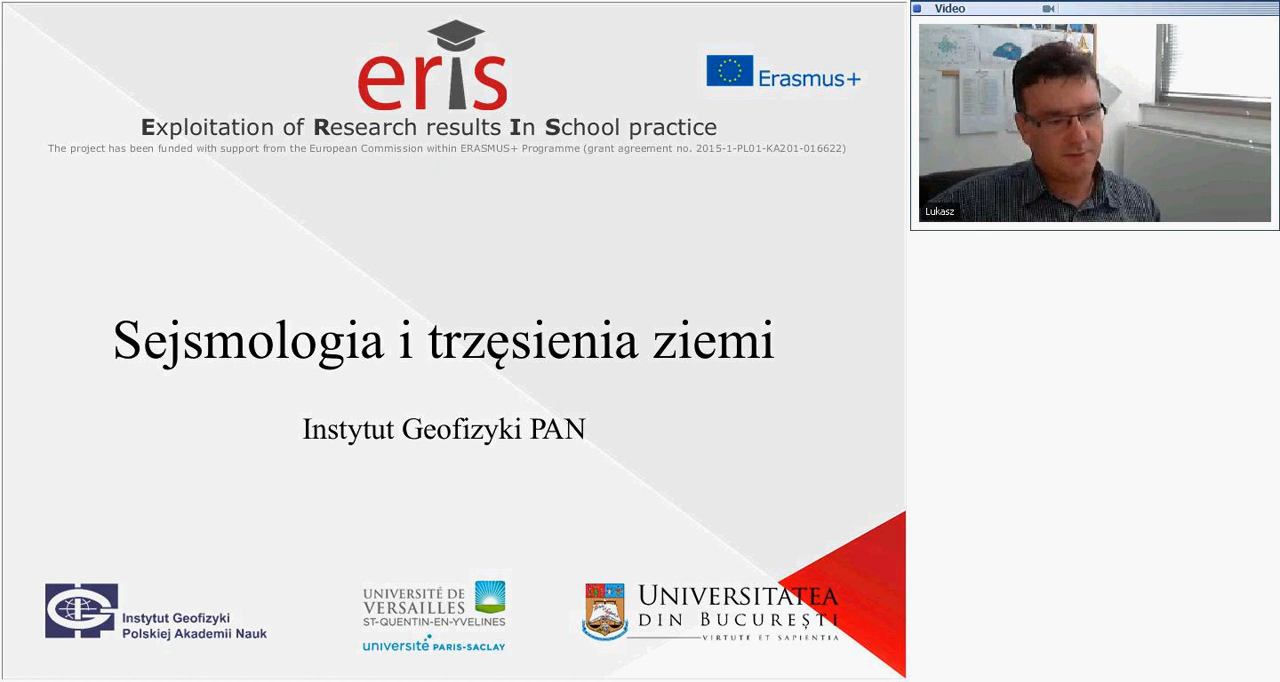 eris
Erasmus+
Exploitation of Research results In School practice
The project has been funded with support from the European Commission within ERASMUS+ Programme (grant agreement no. 2015-1-PL01-KA201-016622)
Sejsmologia i trzęsienia ziemi
Instytut Geofizyki PAN
Instytut Geofizyki
Polskiej Akademii Nauk
UNIVERSITÉ DE
VERSAILLES
ST-QUENTIN-EN-YVELINES
université PARIS-SACLAY
UNIVERSITATEA
DIN BUCUREȘTI
VIRTUTE ET SAPIENTIA
Video
Lukasz